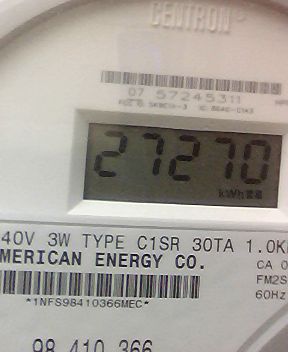 CENTRON
07 57245311
27270
kWh
40V 3W TYPE C1SR 30TA 1.0K
MERICAN ENERGY CO.
CA 0
FM2S
60Hz
*1NFS98410366MEC*
98 410 366